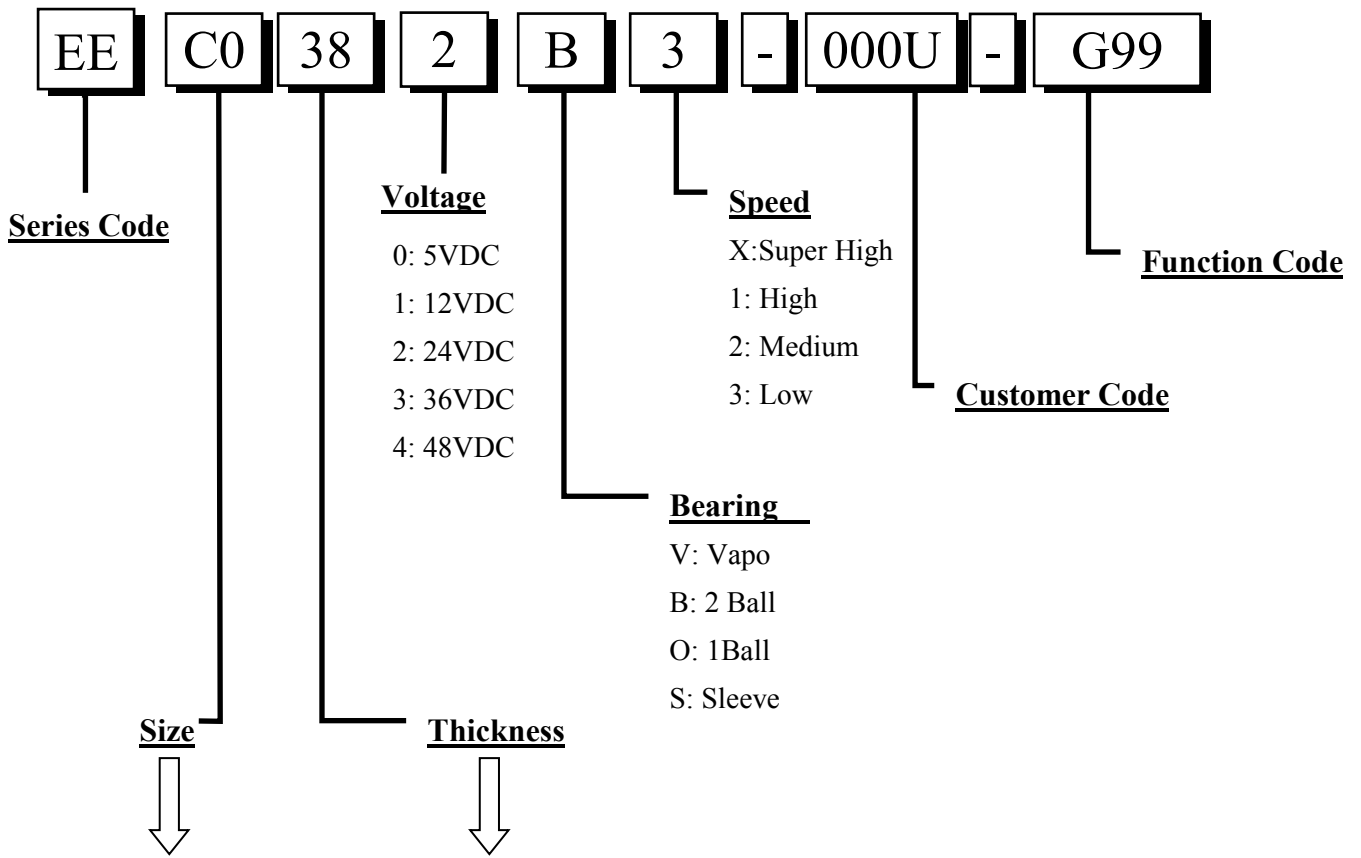 EE C0 38 2 B 3 - 000U - G99
Series Code
Voltage
0: 5VDC
1: 12VDC
2: 24VDC
3: 36VDC
4: 48VDC
Speed
X:Super High
1: High
2: Medium
3: Low
Function Code
Customer Code
Bearing
V: Vapo
B: 2 Ball
O: 1Ball
S: Sleeve
Size
Thickness